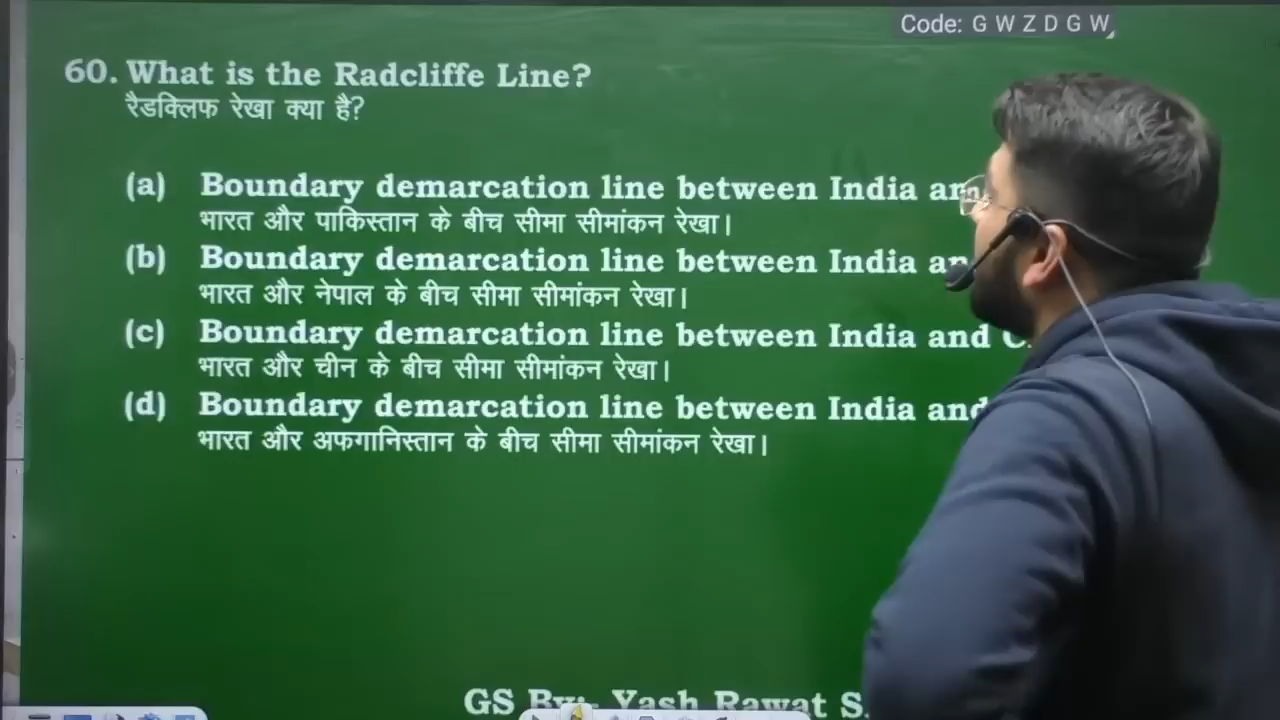 Code: G W Z D G W
60. What is the Radcliffe Line?
रैडक्लिफ रेखा क्या है?
(a) Boundary demarcation line between India
भारत और पाकिस्तान के बीच सीमा सीमांकन रेखा।
(b) Boundary demarcation line between India
भारत और नेपाल के बीच सीमा सीमांकन रेखा।
(c) Boundary demarcation line between India and
भारत और चीन के बीच सीमा सीमांकन रेखा।
(d) Boundary demarcation line between India and
भारत और अफगानिस्तान के बीच सीमा सीमांकन रेखा।
GS By:- Yash Rawat